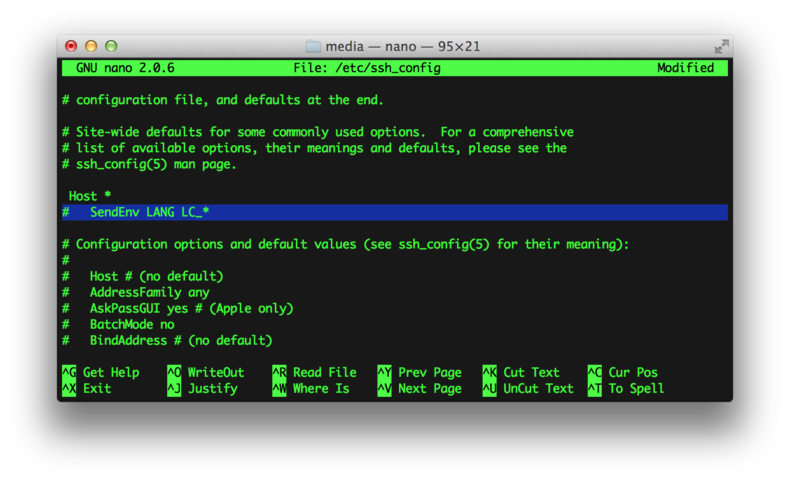 media — nano — 95×21
GNU nano 2.0.6 File: /etc/ssh_config Modified
# configuration file, and defaults at the end.
# Site-wide defaults for some commonly used options.  For a comprehensive
# list of available options, their meanings and defaults, please see the
# ssh_config(5) man page.
Host *
#   SendEnv LANG LC_*
# Configuration options and default values (see ssh_config(5) for their meaning):
#
#   Host # (no default)
#   AddressFamily any
#   AskPassGUI yes # (Apple only)
#   BatchMode no
#   BindAddress # (no default)
^G Get Help ^O WriteOut ^R Read File ^Y Prev Page ^K Cut Text ^C Cur Pos
^X Exit ^J Justify ^W Where Is ^V Next Page ^U UnCut Text ^T To Spell